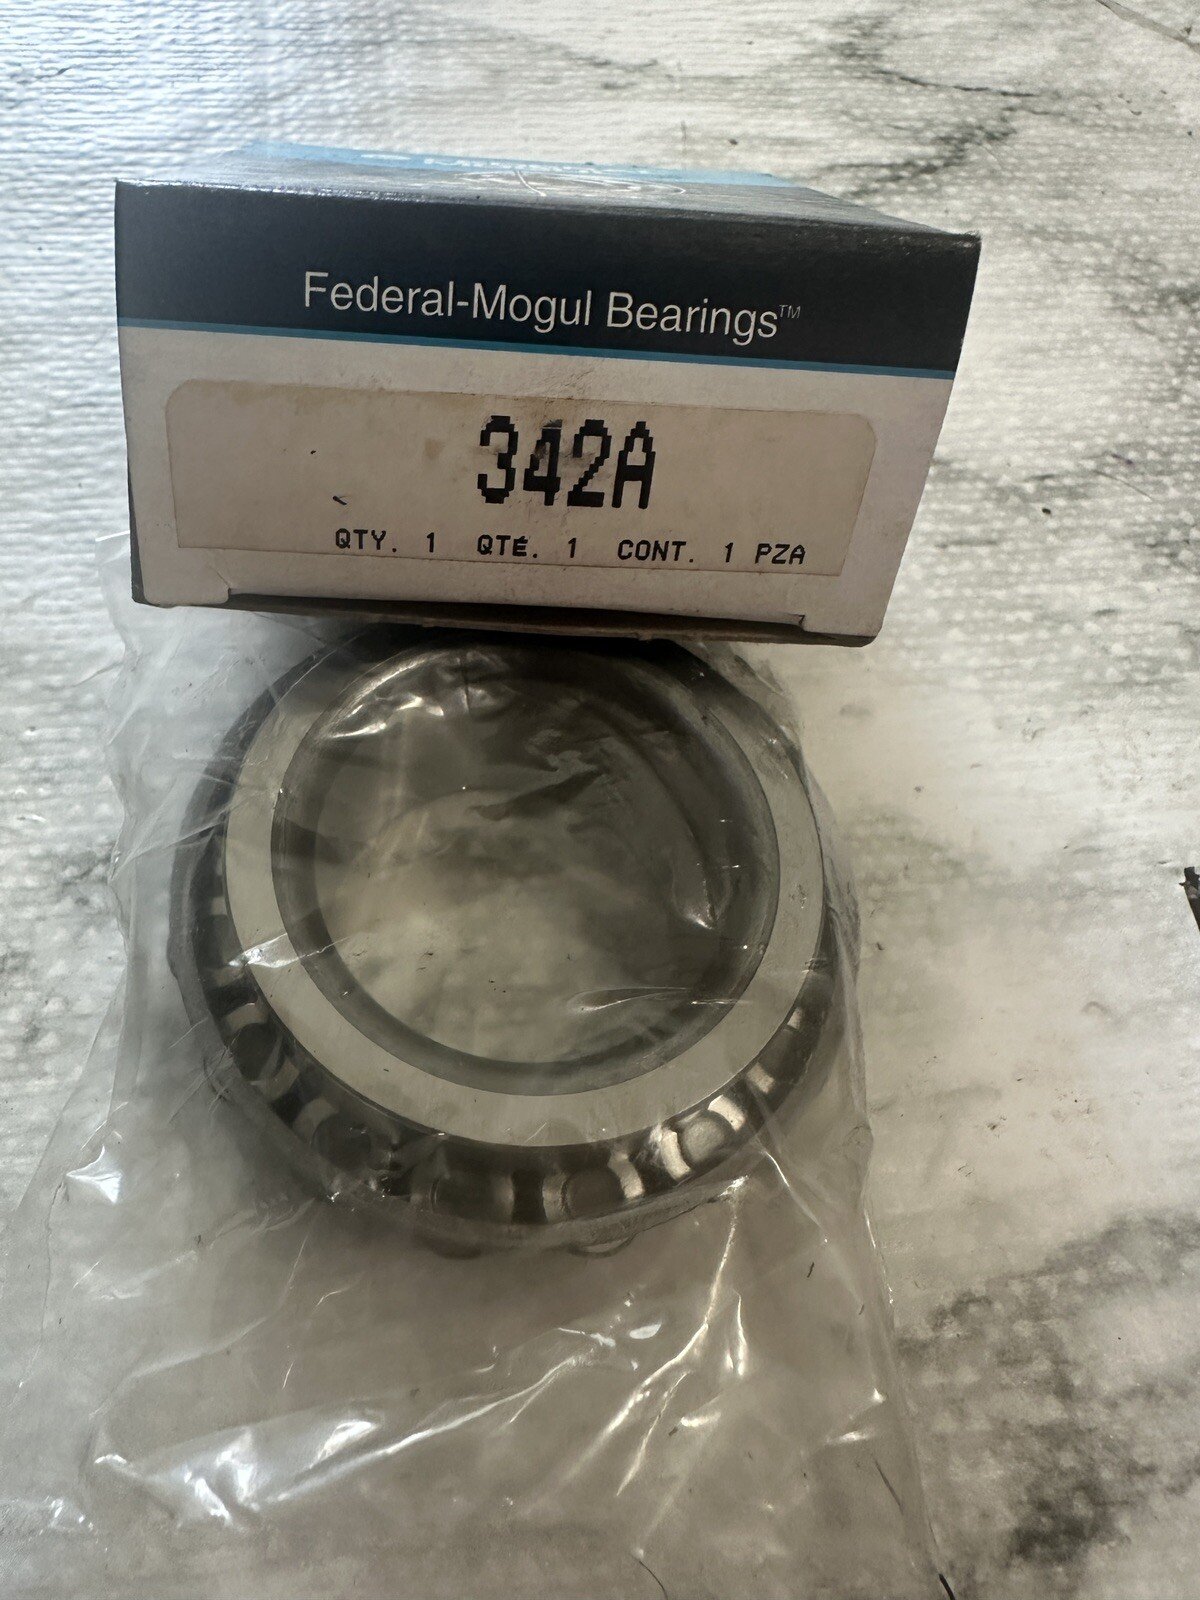 Federal-Mogul Bearings™
342A
QTY. 1 QTÉ. 1 CONT. 1 PZA